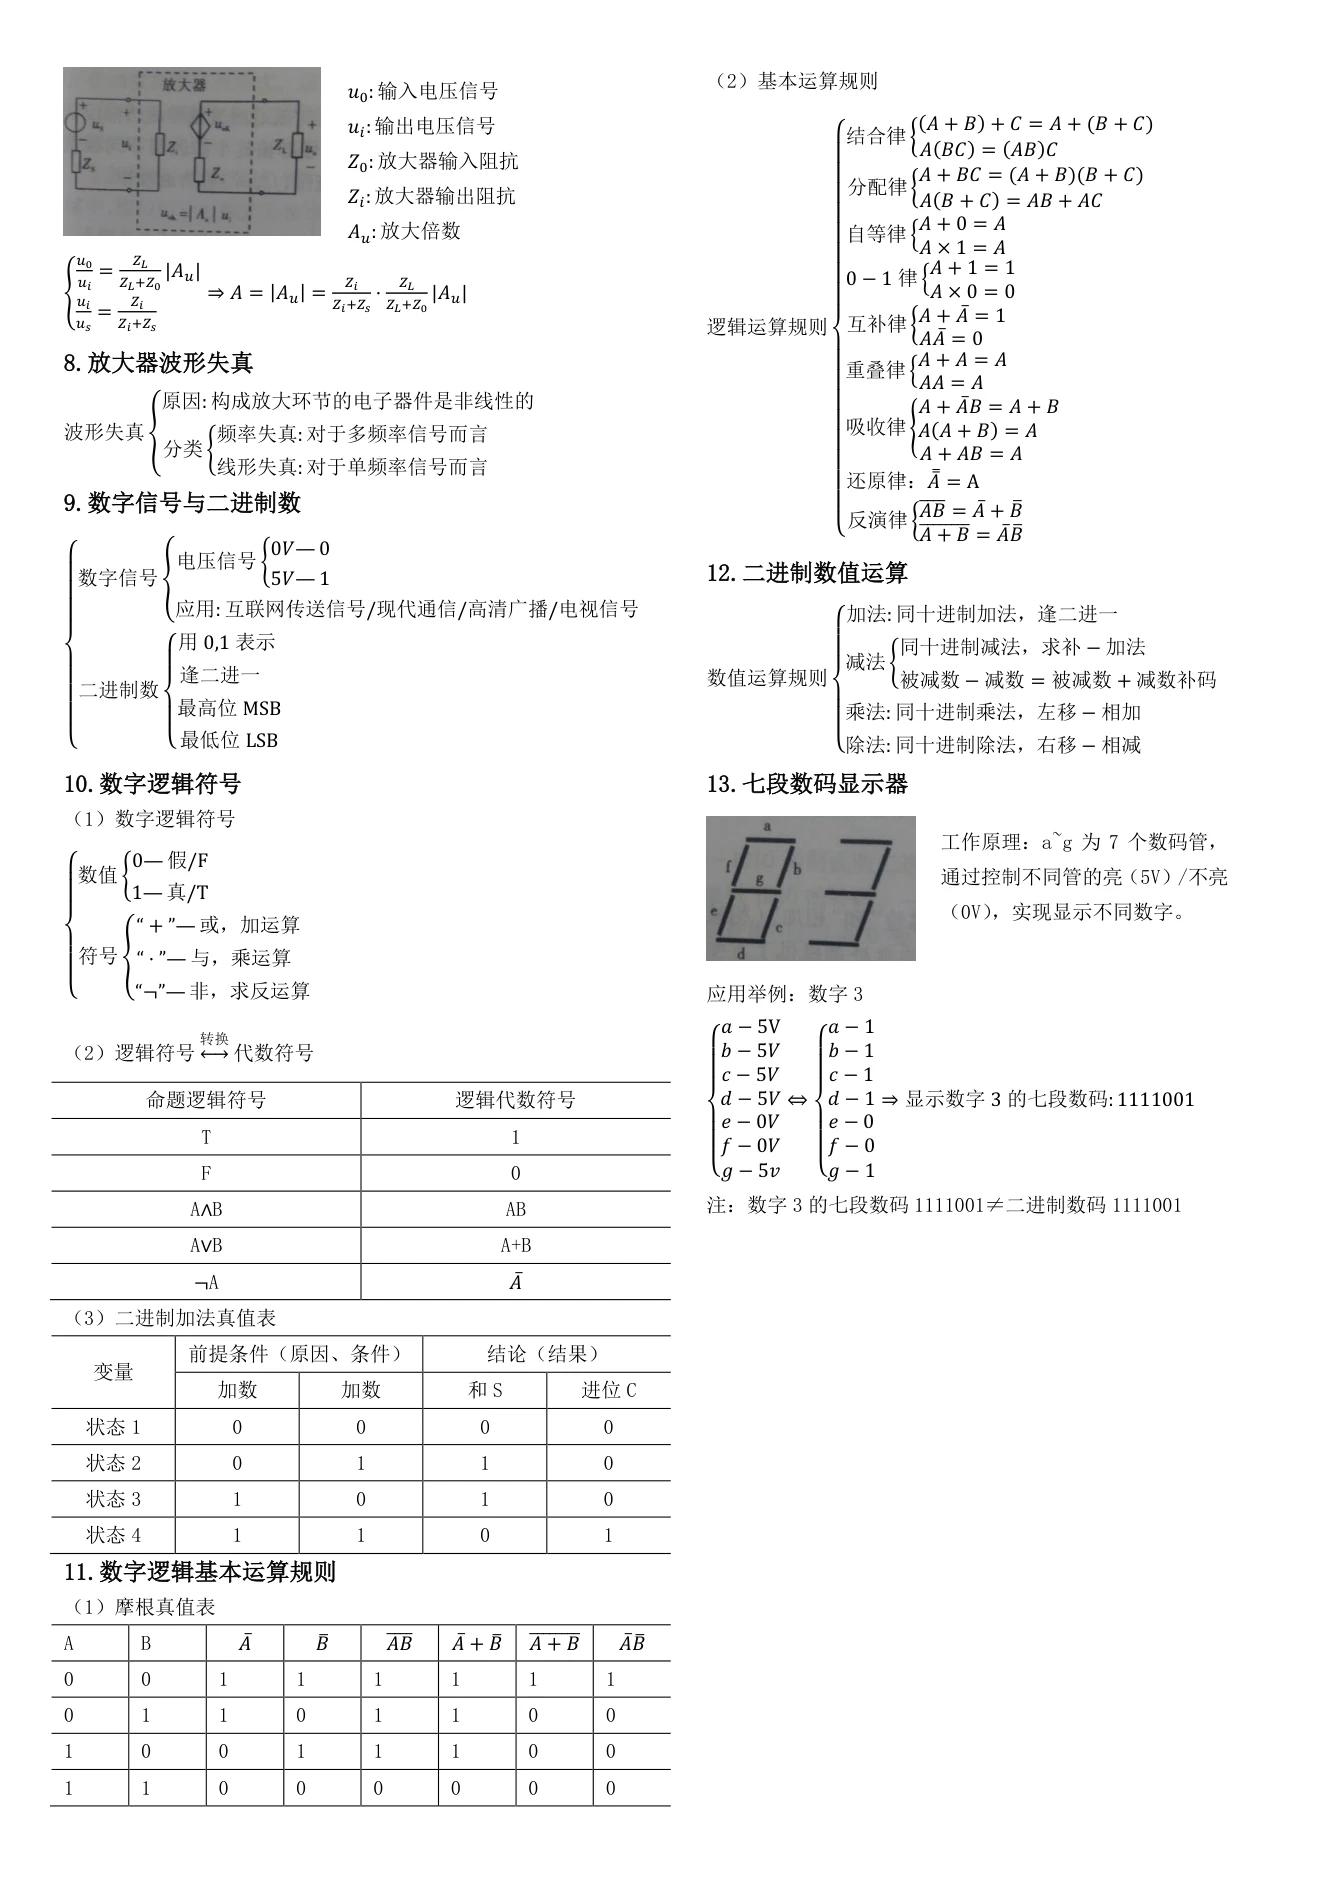 放大器
u₀: 输入电压信号
uᵢ: 输出电压信号
Z₀: 放大器输入阻抗
Zᵢ: 放大器输出阻抗
Aᵤ: 放大倍数
{u₀/uᵢ = Z_L/(Z_L+Z₀) |Aᵤ|
uᵢ/u_s = Zᵢ/(Zᵢ+Z_s)
⇒ A = |Aᵤ| = Zᵢ/(Zᵢ+Z_s) · Z_L/(Z_L+Z₀) |Aᵤ|
8. 放大器波形失真
波形失真
原因: 构成放大环节的电子器件是非线性的
分类
频率失真: 对于多频率信号而言
线形失真: 对于单频率信号而言
9. 数字信号与二进制数
数字信号
电压信号
0V— 0
5V— 1
应用: 互联网传送信号/现代通信/高清广播/电视信号
二进制数
用 0,1 表示
逢二进一
最高位 MSB
最低位 LSB
10. 数字逻辑符号
（1）数字逻辑符号
数值
0— 假/F
1— 真/T
符号
“ + ”— 或，加运算
“ · ”— 与，乘运算
“¬”— 非，求反运算
（2）逻辑符号 ⟷ 转换 代数符号
命题逻辑符号 逻辑代数符号
T 1
F 0
A∧B AB
A∨B A+B
¬A A̅
（3）二进制加法真值表
变量 前提条件（原因、条件） 结论（结果）
加数 加数 和 S 进位 C
状态 1 0 0 0 0
状态 2 0 1 1 0
状态 3 1 0 1 0
状态 4 1 1 0 1
11. 数字逻辑基本运算规则
（1）摩根真值表
A B A̅ B̅ A̅B̅ A̅ + B̅ A̅ ̅+̅ ̅B̅ A̅ B̅
0 0 1 1 1 1 1 1
0 1 1 0 1 1 0 0
1 0 0 1 1 1 0 0
1 1 0 0 0 0 0 0
（2）基本运算规则
逻辑运算规则
结合律
(A + B) + C = A + (B + C)
A(BC) = (AB)C
分配律
A + BC = (A + B)(B + C)
A(B + C) = AB + AC
自等律
A + 0 = A
A × 1 = A
0 − 1 律
A + 1 = 1
A × 0 = 0
互补律
A + A̅ = 1
AA̅ = 0
重叠律
A + A = A
AA = A
吸收律
A + A̅B = A + B
A(A + B) = A
A + AB = A
还原律：A̿ = A
反演律
A̅B̅ = A̅ + B̅
A̅ ̅+̅ ̅B̅ = A̅ B̅
12. 二进制数值运算
数值运算规则
加法: 同十进制加法，逢二进一
减法
同十进制减法，求补 − 加法
被减数 − 减数 = 被减数 + 减数补码
乘法: 同十进制乘法，左移 − 相加
除法: 同十进制除法，右移 − 相减
13. 七段数码显示器
a
f
g
b
e
c
d
工作原理：a~g 为 7 个数码管，
通过控制不同管的亮（5V）/不亮
（0V），实现显示不同数字。
应用举例：数字 3
a − 5V a − 1
b − 5V b − 1
c − 5V c − 1
d − 5V ⇔ d − 1 ⇒ 显示数字 3 的七段数码: 1111001
e − 0V e − 0
f − 0V f − 0
g − 5v g − 1
注：数字 3 的七段数码 1111001≠二进制数码 1111001